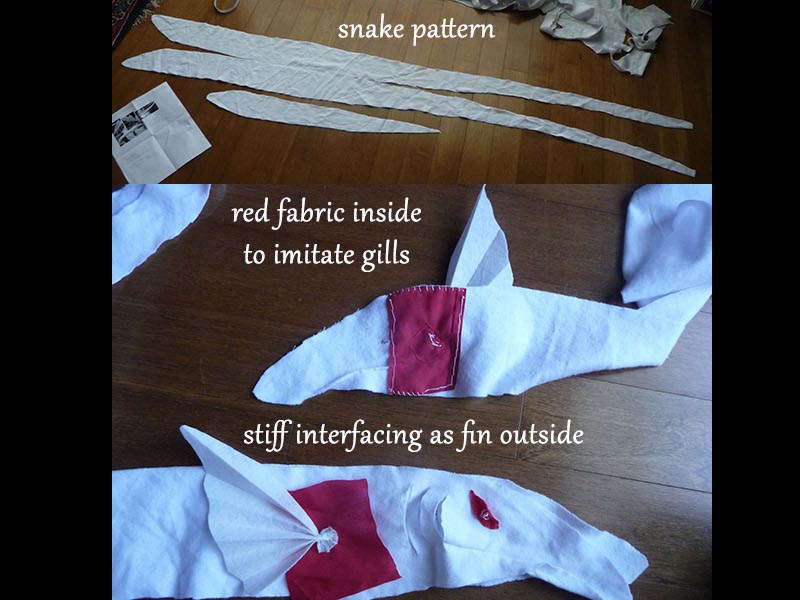 snake pattern
red fabric inside
to imitate gills
stiff interfacing as fin outside